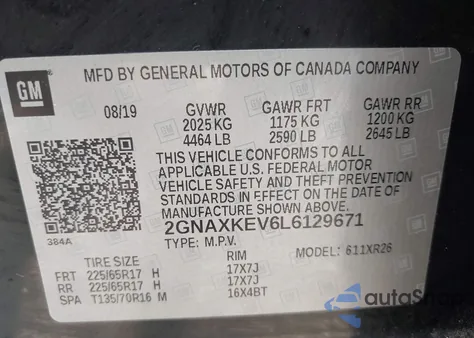 GM
MFD BY GENERAL MOTORS OF CANADA COMPANY
08/19 GVWR GAWR FRT GAWR RR
2025 KG 1175 KG 1200 KG
4464 LB 2590 LB 2645 LB
THIS VEHICLE CONFORMS TO ALL
APPLICABLE U.S. FEDERAL MOTOR
VEHICLE SAFETY AND THEFT PREVENTION
STANDARDS IN EFFECT ON THE DATE OF
MANUFACTURE SHOWN ABOVE.
384A
2GNAXKEV6L6129671
TYPE: M.P.V. MODEL: 611XR26
TIRE SIZE RIM
FRT 225/65R17 H 17X7J
RR 225/65R17 H 17X7J
SPA T135/70R16 M 16X4BT